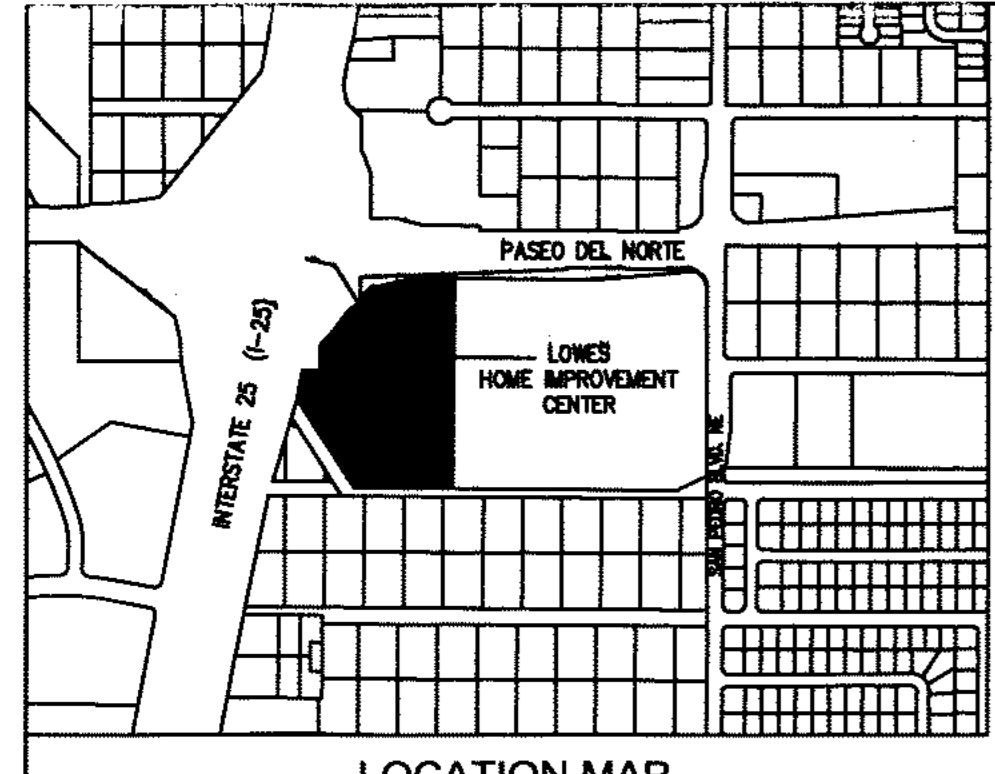 PASEO DEL NORTE
INTERSTATE 25 (I-25)
LOWES
HOME IMPROVEMENT
CENTER
SAN PEDRO BLVD. NE
LOCATION MAP